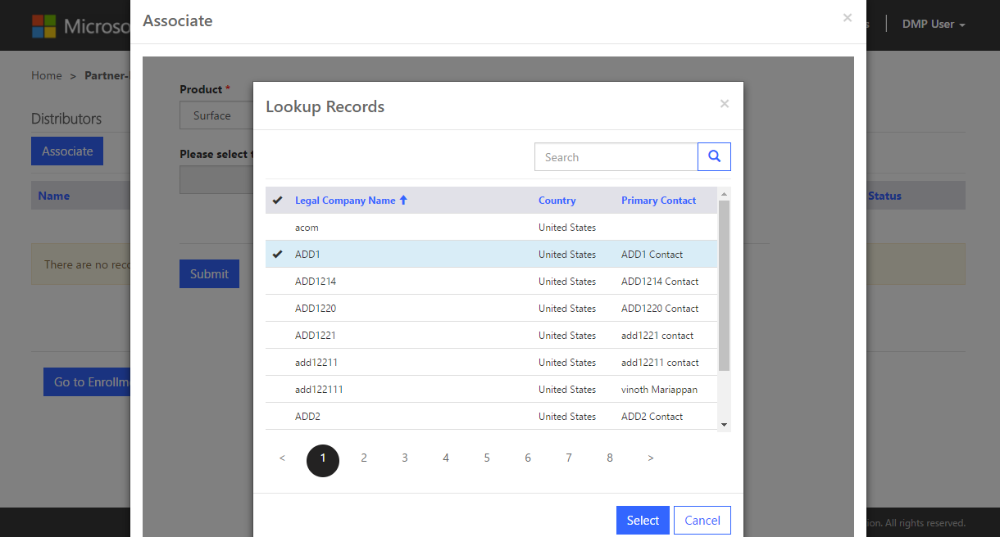 Microso
Associate
×
DMP User
Home > Partner-
Product *
Distributors
Surface
Lookup Records
×
Associate
Please select
Search
Name
Status
Legal Company Name Country Primary Contact
acom United States
ADD1 United States ADD1 Contact
There are no
ADD1214 United States ADD1214 Contact
Submit
ADD1220 United States ADD1220 Contact
ADD1221 United States add1221 contact
add12211 United States add12211 contact
Go to Enrollme
add122111 United States vinoth Mariappan
ADD2 United States ADD2 Contact
< 1 2 3 4 5 6 7 8 >
Select Cancel
All rights reserved.